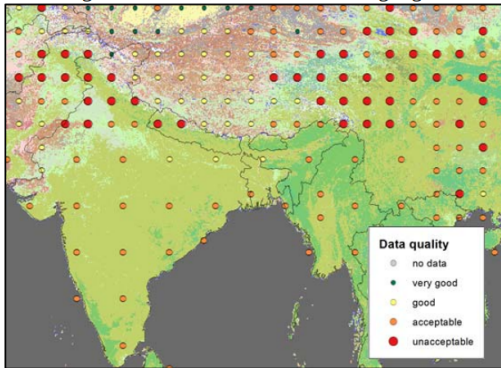 Data quality
no data
very good
good
acceptable
unacceptable